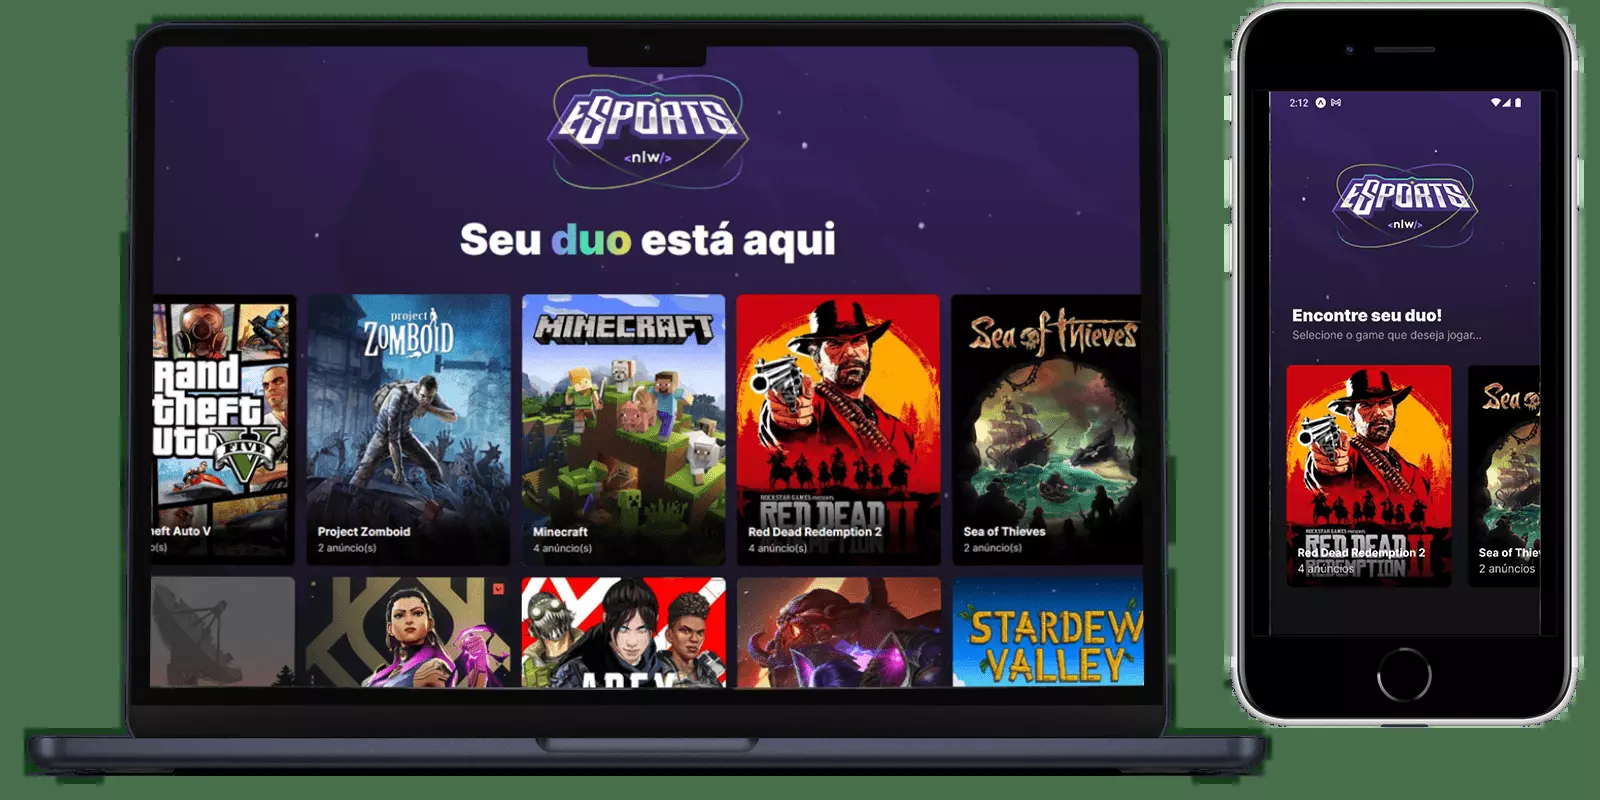 ESPORTS
<nlw/>
Seu duo está aqui
Rand
theft
Uto
V
FIVE
heft Auto V
o(s)
project
ZOMBOID
Project Zomboid
2 anúncio(s)
MINECRAFT
Minecraft
4 anúncio(s)
ROCKSTAR GAMES PRESENTS
RED DEAD
REDEMPTION II
Red Dead Redemption 2
4 anúncio(s)
Sea of Thieves
Sea of Thieves
2 anúncio(s)
APEX
STARDEW
VALLEY
2:12
ESPORTS
<nlw/>
Encontre seu duo!
Selecione o game que deseja jogar...
ROCKSTAR GAMES PRESENTS
RED DEAD
REDEMPTION II
Red Dead Redemption 2
4 anúncios
Sea o
Sea of Thie
2 anúncios